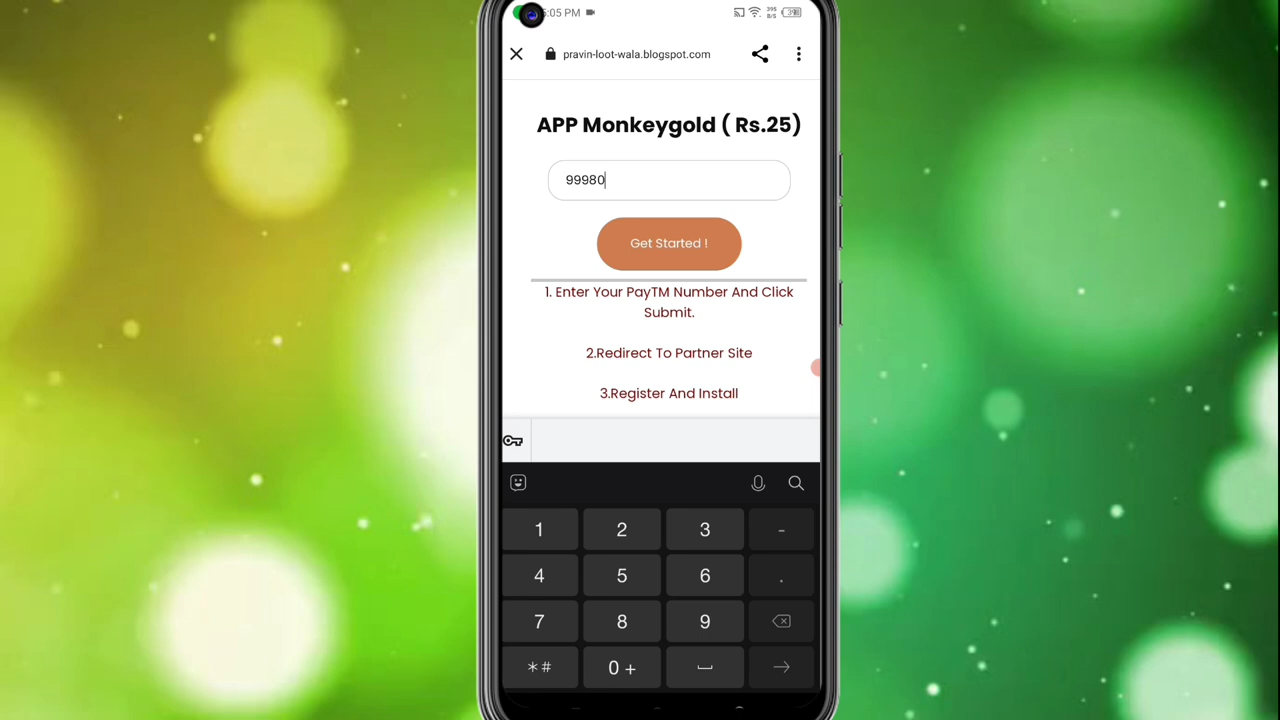 5:05 PM
395 B/S
39
pravin-loot-wala.blogspot.com
APP Monkeygold ( Rs.25)
99980
Get Started !
1. Enter Your PayTM Number And Click
Submit.
2.Redirect To Partner Site
3.Register And Install
1 2 3 -
4 5 6 .
7 8 9
*# 0 +